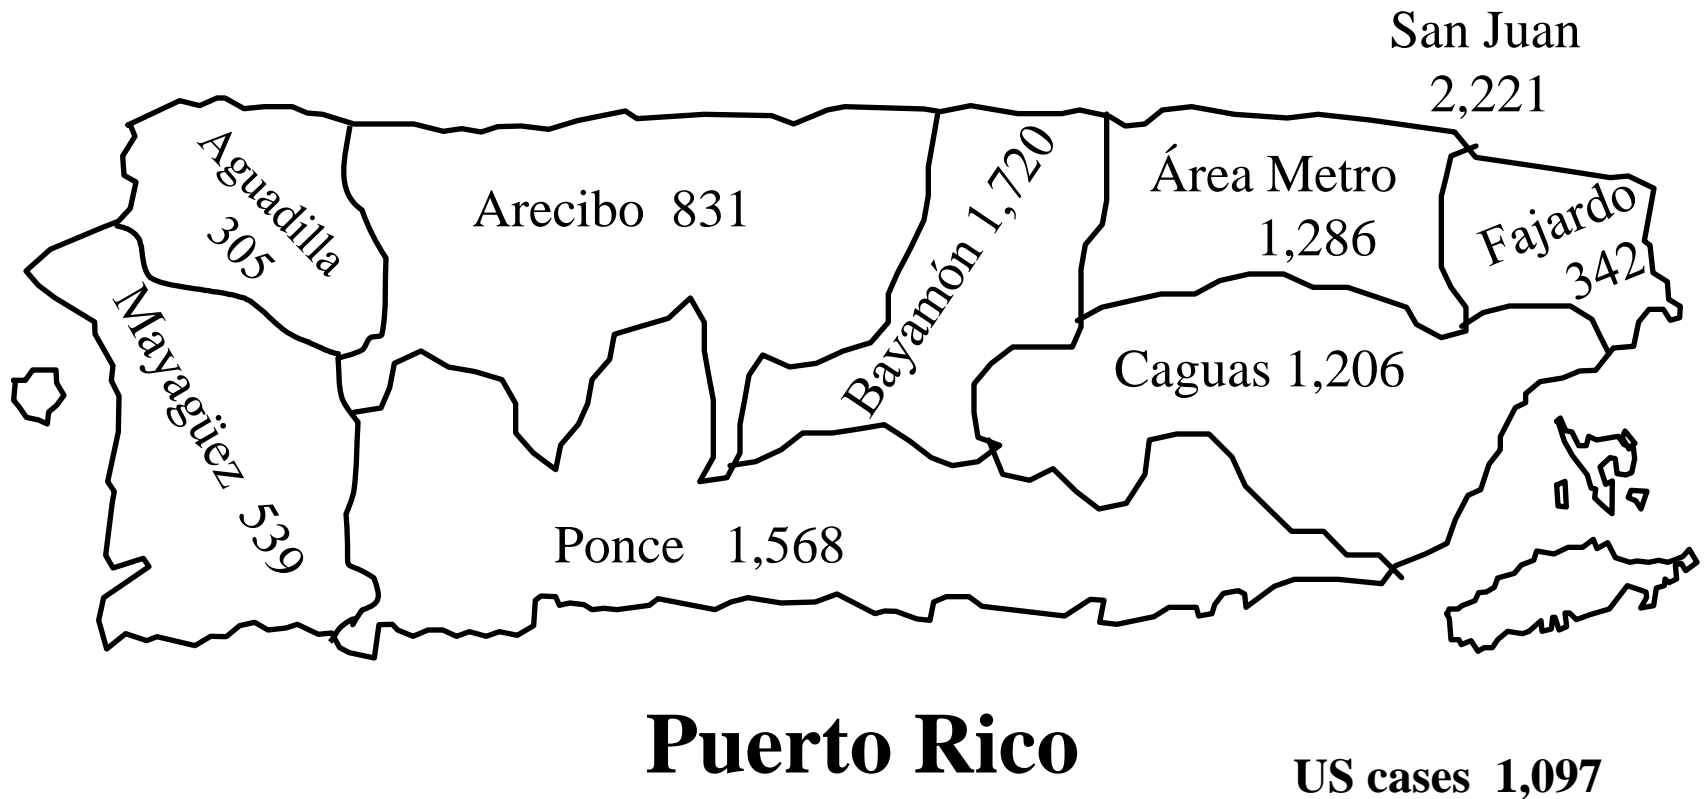 San Juan
2,221
Aguadilla
305
Arecibo 831
Bayamón 1,720
Área Metro
1,286
Fajardo
342
Mayagüez 539
Caguas 1,206
Ponce 1,568
Puerto Rico
US cases 1,097